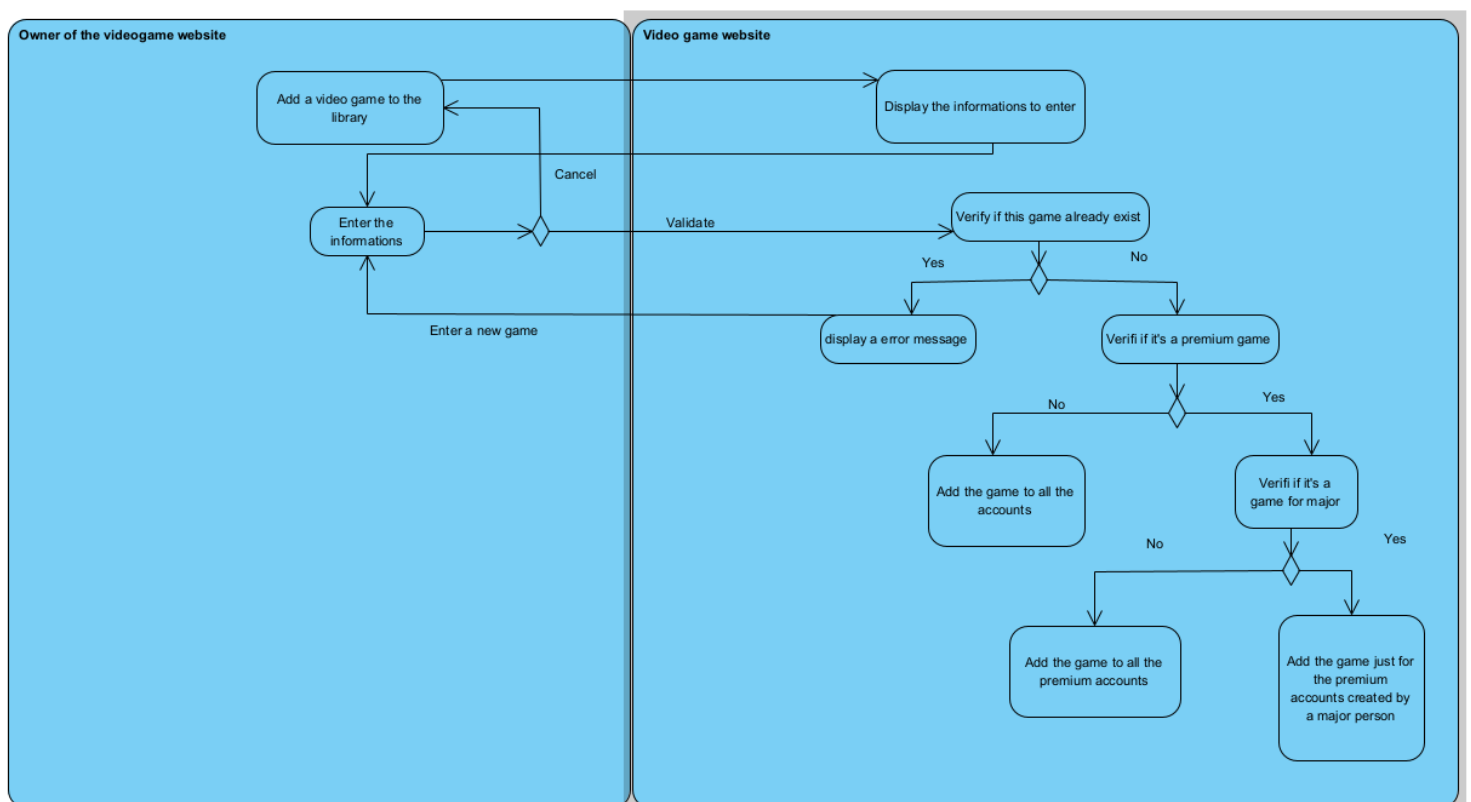 Owner of the videogame website
Video game website
Add a video game to the
library
Display the informations to enter
Cancel
Enter the
informations
Validate
Verify if this game already exist
Yes
No
Enter a new game
display a error message
Verifi if it's a premium game
No
Yes
Add the game to all the
accounts
Verifi if it's a
game for major
No
Yes
Add the game to all the
premium accounts
Add the game just for
the premium
accounts created by
a major person